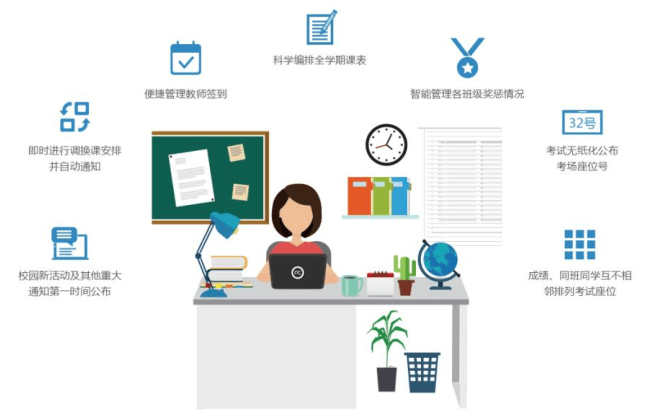 科学编排全学期课表
便捷管理教师签到
智能管理各班级奖惩情况
即时进行调换课安排
并自动通知
32号
考试无纸化公布
考场座位号
校园新活动及其他重大
通知第一时间公布
成绩、同班同学互不相
邻排列考试座位
PC